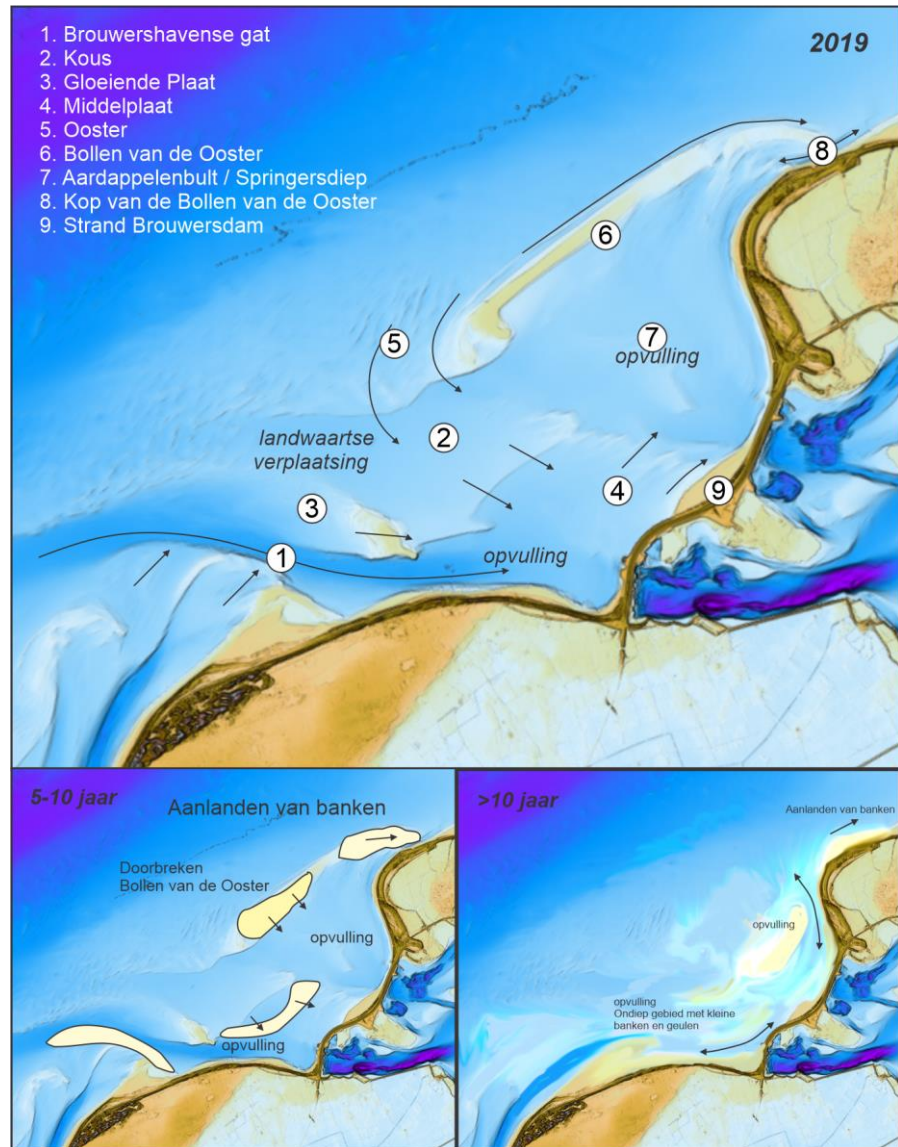 1. Brouwershavense gat
2. Kous
3. Gloeiende Plaat
4. Middelplaat
5. Ooster
6. Bollen van de Ooster
7. Aardappelenbult / Springersdiep
8. Kop van de Bollen van de Ooster
9. Strand Brouwersdam
2019
8
6
5
7
opvulling
2
landwaartse
verplaatsing
3
4
9
1
opvulling
5-10 jaar
Aanlanden van banken
Doorbreken
Bollen van de Ooster
opvulling
opvulling
>10 jaar
Aanlanden van banken
opvulling
opvulling
Ondiep gebied met kleine
banken en geulen